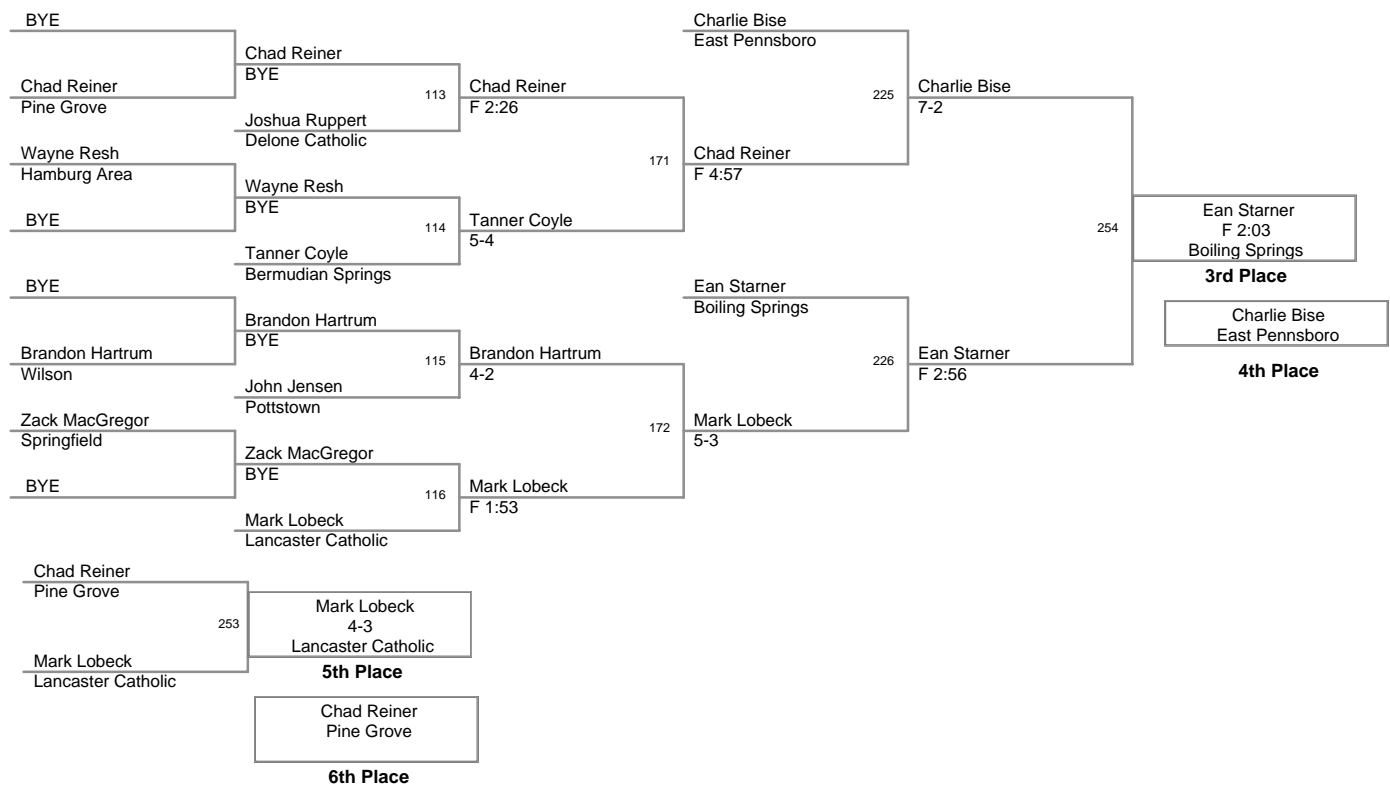 BYE
Chad Reiner
Pine Grove
Wayne Resh
Hamburg Area
BYE
BYE
Brandon Hartrum
Wilson
Zack MacGregor
Springfield
BYE
Chad Reiner
BYE
113
Joshua Ruppert
Delone Catholic
Wayne Resh
BYE
114
Tanner Coyle
Bermudian Springs
Brandon Hartrum
BYE
115
John Jensen
Pottstown
Zack MacGregor
BYE
116
Mark Lobeck
Lancaster Catholic
Chad Reiner
F 2:26
171
Tanner Coyle
5-4
Brandon Hartrum
4-2
172
Mark Lobeck
F 1:53
Charlie Bise
East Pennsboro
225
Chad Reiner
F 4:57
Ean Starner
Boiling Springs
226
Mark Lobeck
5-3
Charlie Bise
7-2
254
Ean Starner
F 2:56
Ean Starner
F 2:03
Boiling Springs
3rd Place
Charlie Bise
East Pennsboro
4th Place
Chad Reiner
Pine Grove
253
Mark Lobeck
Lancaster Catholic
Mark Lobeck
4-3
Lancaster Catholic
5th Place
Chad Reiner
Pine Grove
6th Place